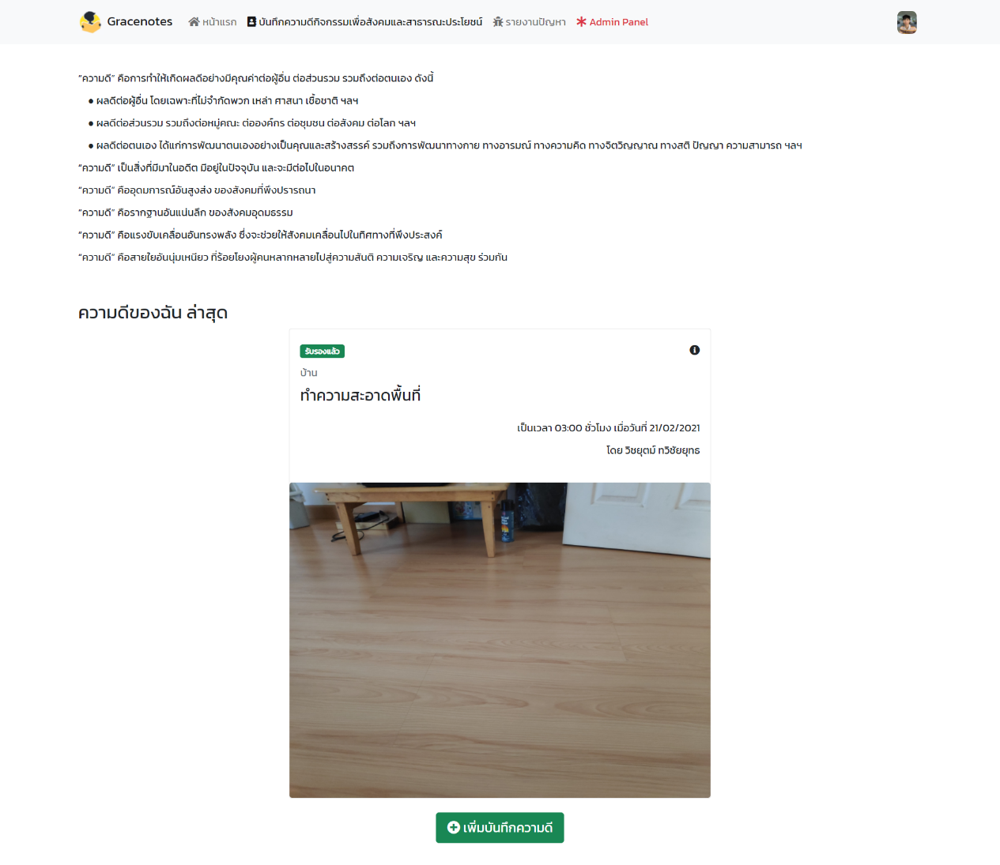 Gracenotes หน้าแรก บันทึกความดีกิจกรรมเพื่อสังคมและสาธารณะประโยชน์ รายงานปัญหา Admin Panel
“ความดี” คือการทำให้เกิดผลดีอย่างมีคุณค่าต่อผู้อื่น ต่อส่วนรวม รวมถึงต่อตนเอง ดังนี้
● ผลดีต่อผู้อื่น โดยเฉพาะที่ไม่จำกัดพวก เหล่า ศาสนา เชื้อชาติ ฯลฯ
● ผลดีต่อส่วนรวม รวมถึงต่อหมู่คณะ ต่อองค์กร ต่อชุมชน ต่อสังคม ต่อโลก ฯลฯ
● ผลดีต่อตนเอง ได้แก่การพัฒนาตนเองอย่างเป็นคุณและสร้างสรรค์ รวมถึงการพัฒนาทางกาย ทางอารมณ์ ทางความคิด ทางจิตวิญญาณ ทางสติ ปัญญา ความสามารถ ฯลฯ
“ความดี” เป็นสิ่งที่มีมาในอดีต มีอยู่ในปัจจุบัน และจะมีต่อไปในอนาคต
“ความดี” คืออุดมการณ์อันสูงส่ง ของสังคมที่พึงปรารถนา
“ความดี” คือรากฐานอันแน่นลึก ของสังคมอุดมธรรม
“ความดี” คือแรงขับเคลื่อนอันทรงพลัง ซึ่งจะช่วยให้สังคมเคลื่อนไปในทิศทางที่พึงประสงค์
“ความดี” คือสายใยอันนุ่มเหนียว ที่ร้อยโยงผู้คนหลากหลายไปสู่ความสันติ ความเจริญ และความสุข ร่วมกัน
ความดีของฉัน ล่าสุด
รับรองแล้ว
บ้าน
ทำความสะอาดพื้นที่
เป็นเวลา 03:00 ชั่วโมง เมื่อวันที่ 21/02/2021
โดย วิชยุตม์ ทวิชัยยุทธ
เพิ่มบันทึกความดี